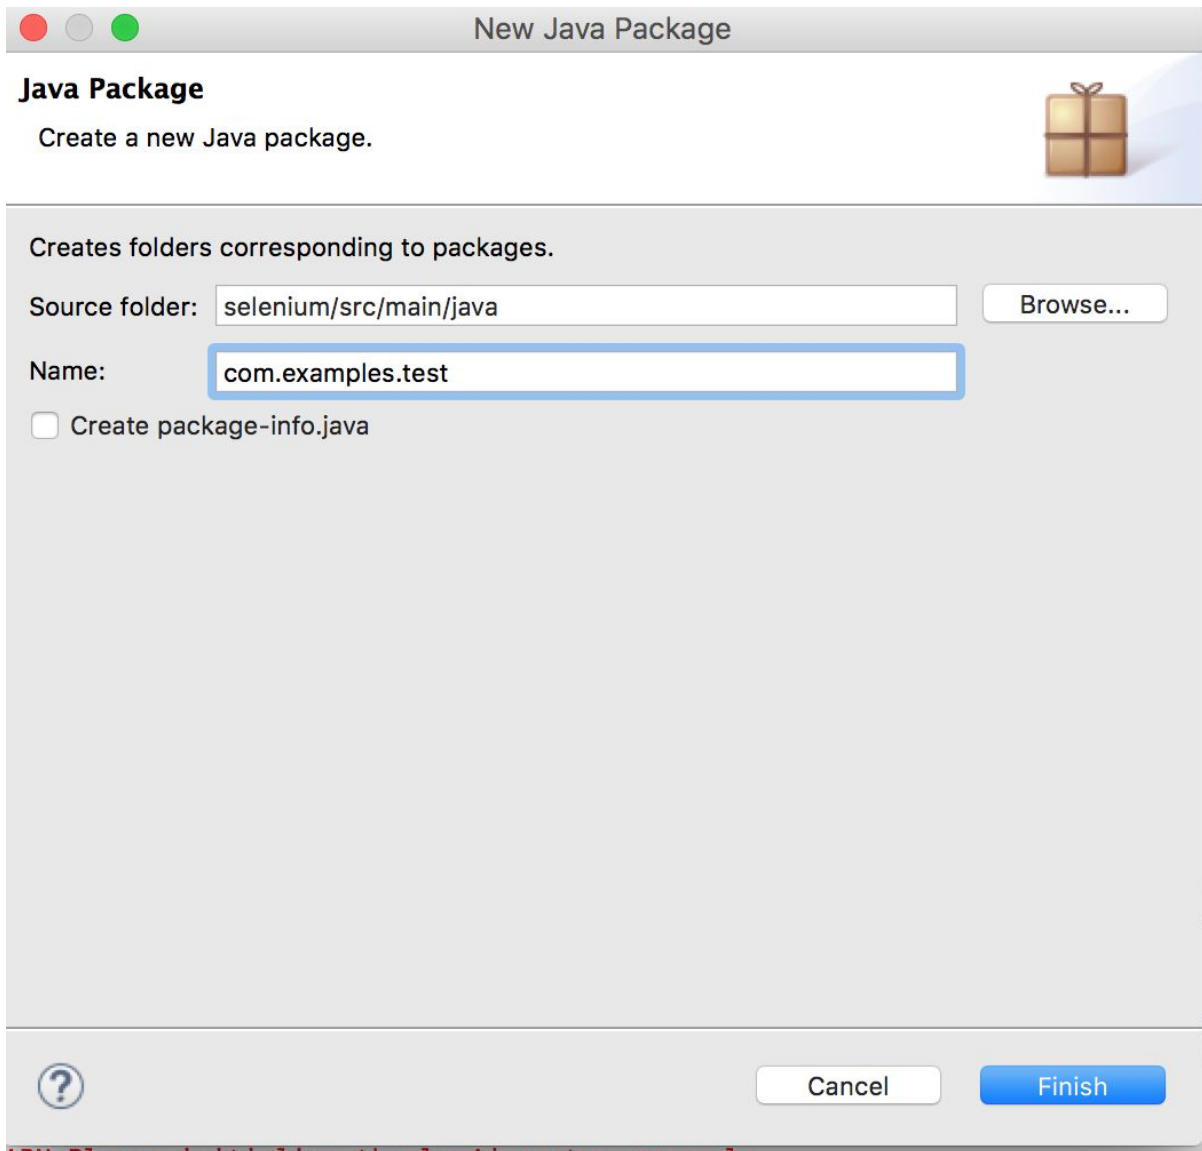 New Java Package
Java Package
Create a new Java package.
Creates folders corresponding to packages.
Source folder: selenium/src/main/java Browse...
Name: com.examples.test
Create package-info.java
? Cancel Finish